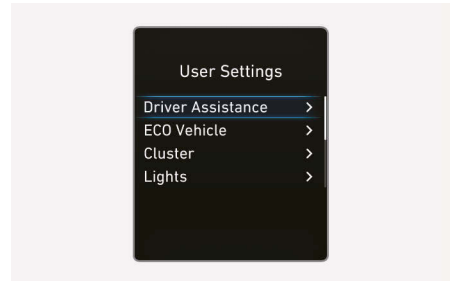 User Settings
Driver Assistance
ECO Vehicle
Cluster
Lights